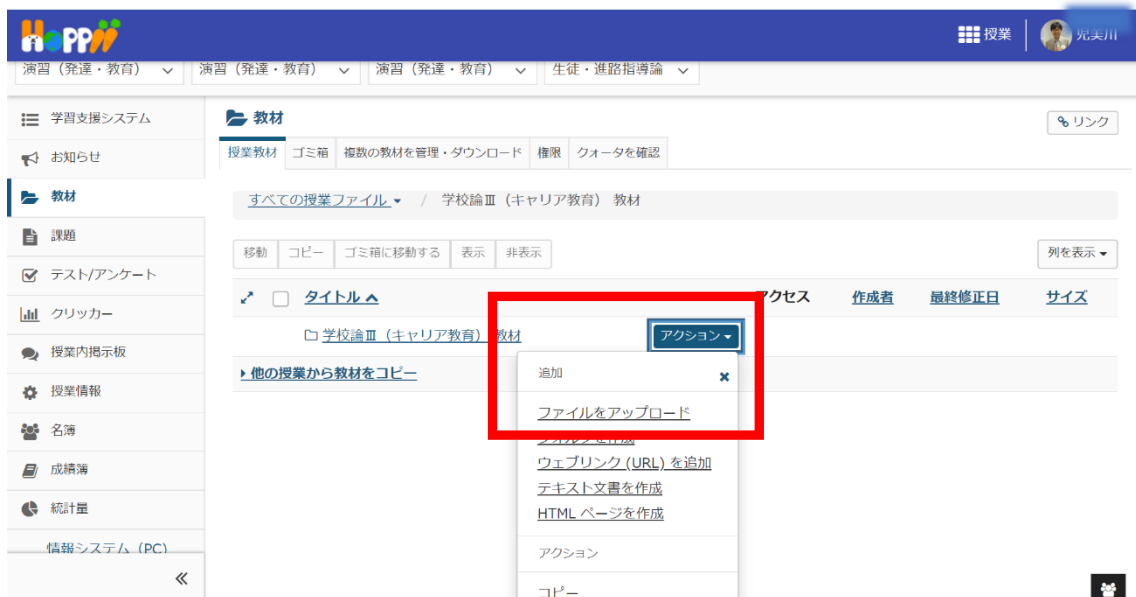 Hoppii 授業 児美川
演習（発達・教育） 演習（発達・教育） 演習（発達・教育） 生徒・進路指導論
学習支援システム
お知らせ
教材
課題
テスト/アンケート
クリッカー
授業内掲示板
授業情報
名簿
成績簿
統計量
情報システム（PC）
教材 リンク
授業教材 ゴミ箱 複数の教材を管理・ダウンロード 権限 クォータを確認
すべての授業ファイル / 学校論Ⅲ（キャリア教育） 教材
移動 コピー ゴミ箱に移動する 表示 非表示 列を表示
タイトル アクセス 作成者 最終修正日 サイズ
学校論Ⅲ（キャリア教育） 教材 アクション
他の授業から教材をコピー
追加
ファイルをアップロード
フォルダを作成
ウェブリンク (URL) を追加
テキスト文書を作成
HTML ページを作成
アクション
コピー